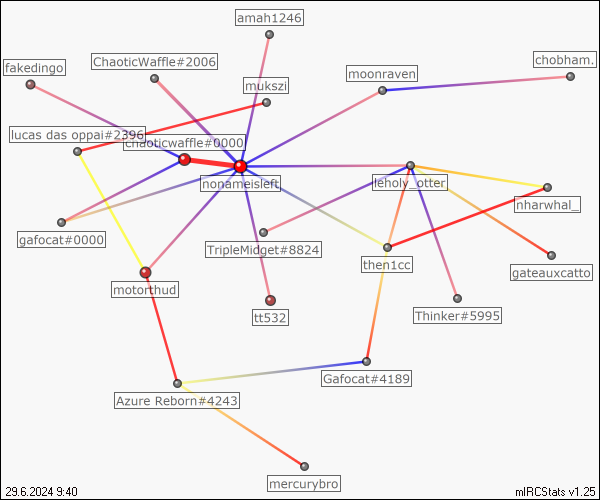 amah1246
ChaoticWaffle#2006
chobham.
fakedingo
moonraven
mukszi
lucas das oppai#2396
chaoticwaffle#0000
nonameisleft
leholy_otter
nharwhal_
gafocat#0000
TripleMidget#8824
then1cc
gateauxcatto
motorthud
tt532
Thinker#5995
Gafocat#4189
Azure Reborn#4243
mercurybro
29.6.2024 9:40
mIRCStats v1.25